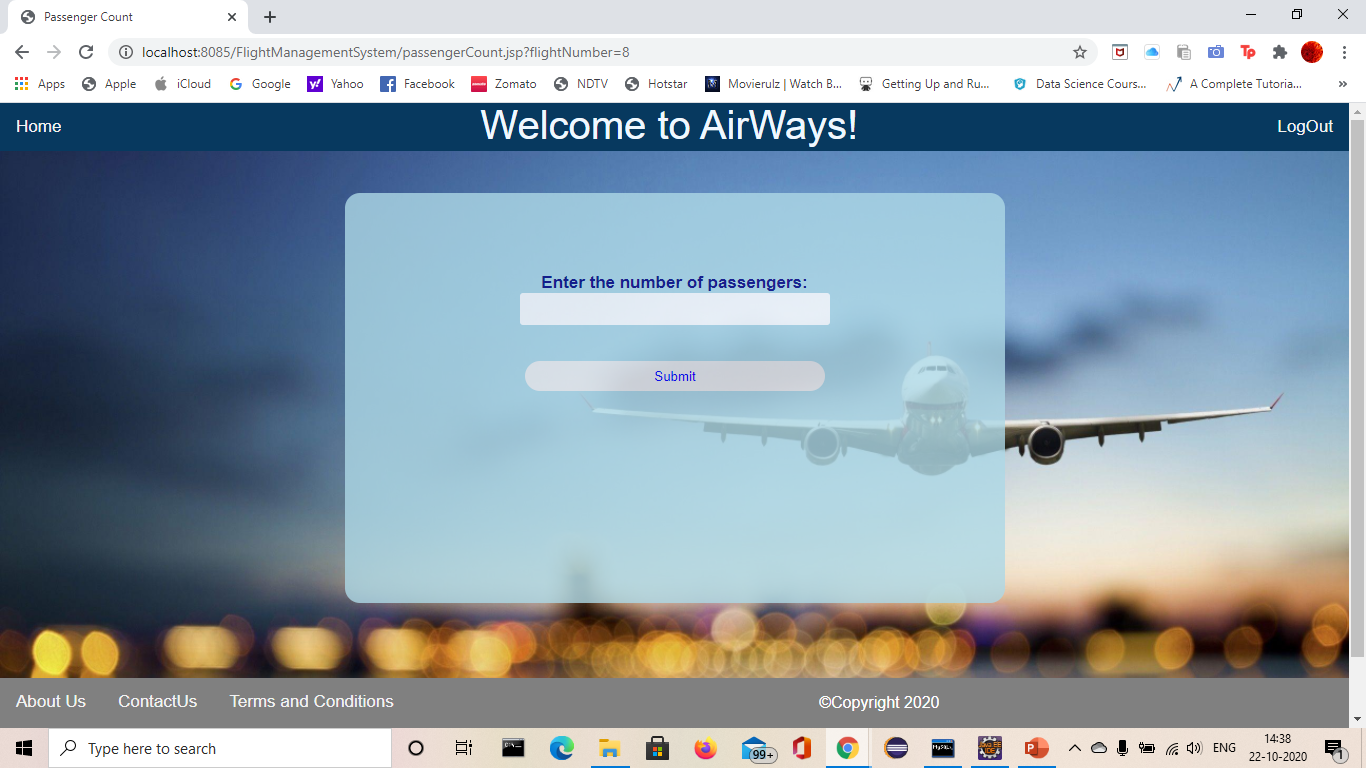 Passenger Count
localhost:8085/FlightManagementSystem/passengerCount.jsp?flightNumber=8
Apps Apple iCloud Google Yahoo Facebook Zomato NDTV Hotstar Movierulz | Watch B... Getting Up and Ru... Data Science Cours... A Complete Tutoria... »
Home Welcome to AirWays! LogOut
Enter the number of passengers:
Submit
About Us ContactUs Terms and Conditions ©Copyright 2020
Type here to search 99+ ENG 14:38
22-10-2020 1